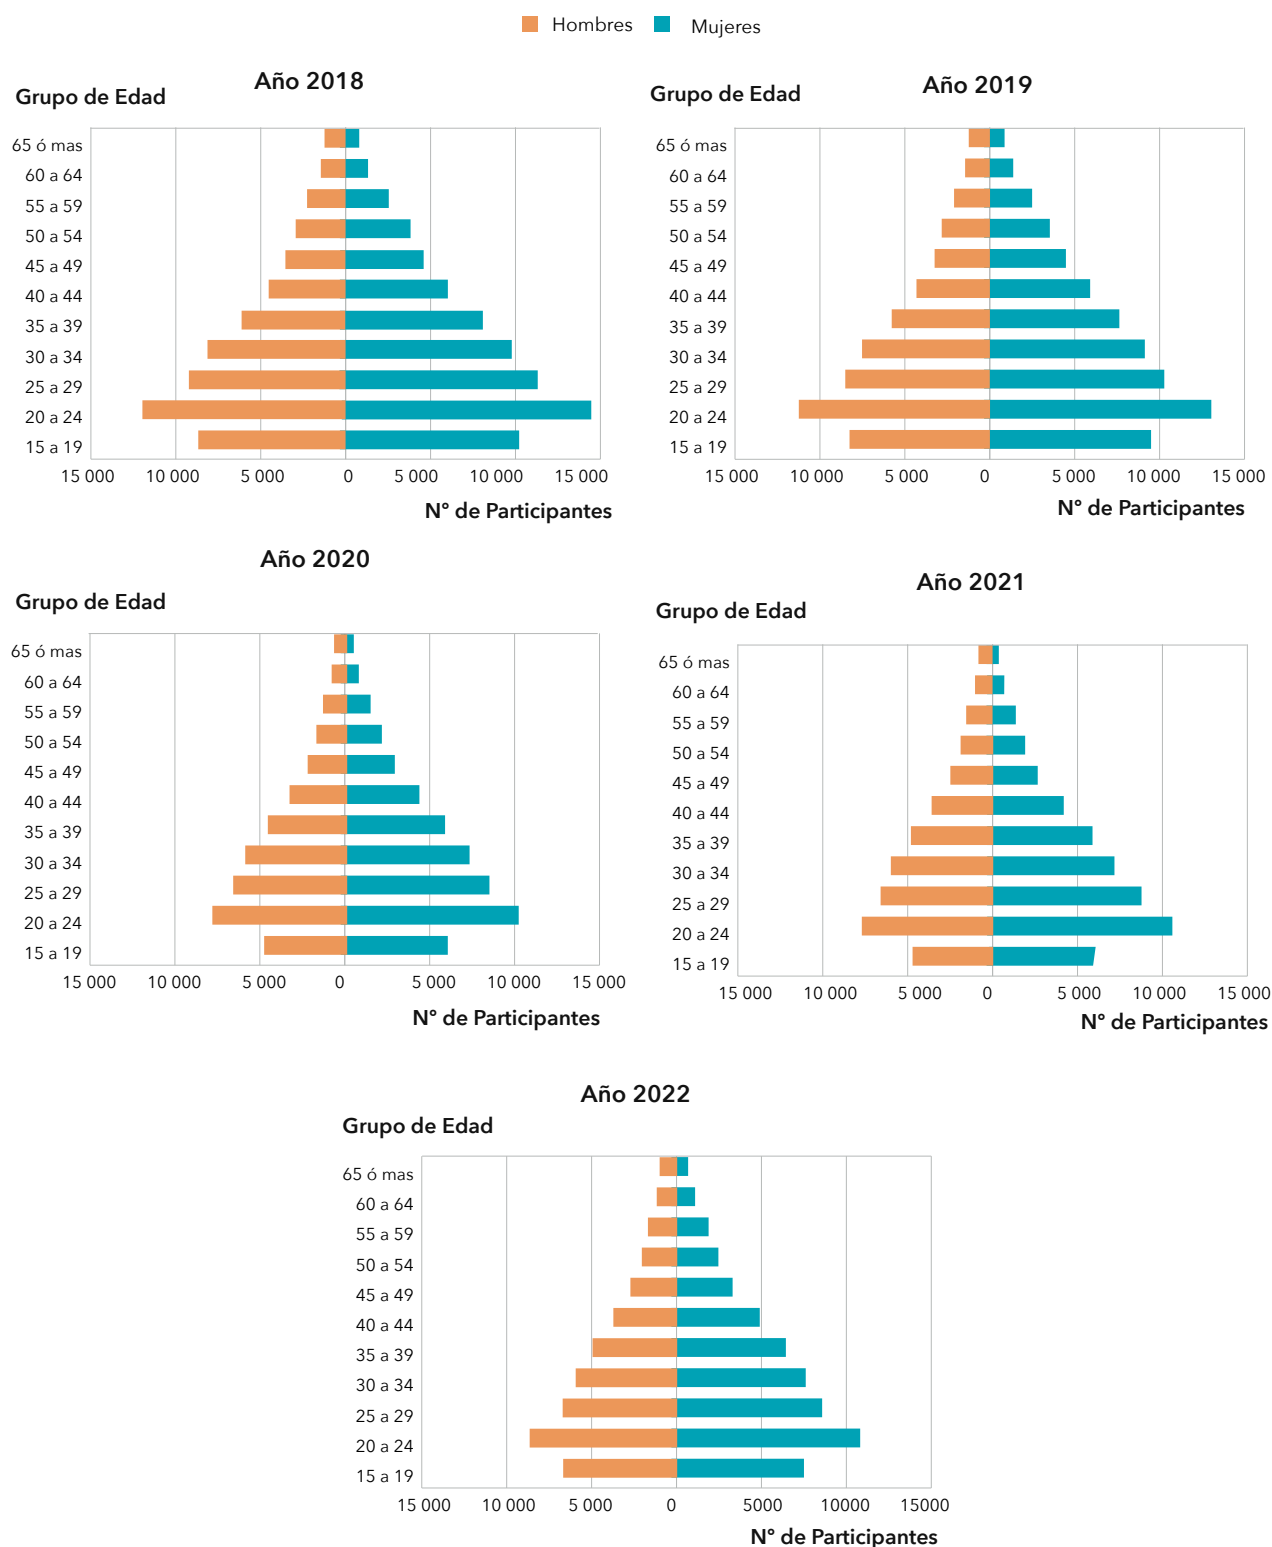 Hombres Mujeres
Año 2018
Grupo de Edad
65 ó mas
60 a 64
55 a 59
50 a 54
45 a 49
40 a 44
35 a 39
30 a 34
25 a 29
20 a 24
15 a 19
15 000 10 000 5 000 0 5 000 10 000 15 000
N° de Participantes
Año 2019
Grupo de Edad
65 ó mas
60 a 64
55 a 59
50 a 54
45 a 49
40 a 44
35 a 39
30 a 34
25 a 29
20 a 24
15 a 19
15 000 10 000 5 000 0 5 000 10 000 15 000
N° de Participantes
Año 2020
Grupo de Edad
65 ó mas
60 a 64
55 a 59
50 a 54
45 a 49
40 a 44
35 a 39
30 a 34
25 a 29
20 a 24
15 a 19
15 000 10 000 5 000 0 5 000 10 000 15 000
N° de Participantes
Año 2021
Grupo de Edad
65 ó mas
60 a 64
55 a 59
50 a 54
45 a 49
40 a 44
35 a 39
30 a 34
25 a 29
20 a 24
15 a 19
15 000 10 000 5 000 0 5 000 10 000 15 000
N° de Participantes
Año 2022
Grupo de Edad
65 ó mas
60 a 64
55 a 59
50 a 54
45 a 49
40 a 44
35 a 39
30 a 34
25 a 29
20 a 24
15 a 19
15 000 10 000 5 000 0 5000 10000 15000
N° de Participantes